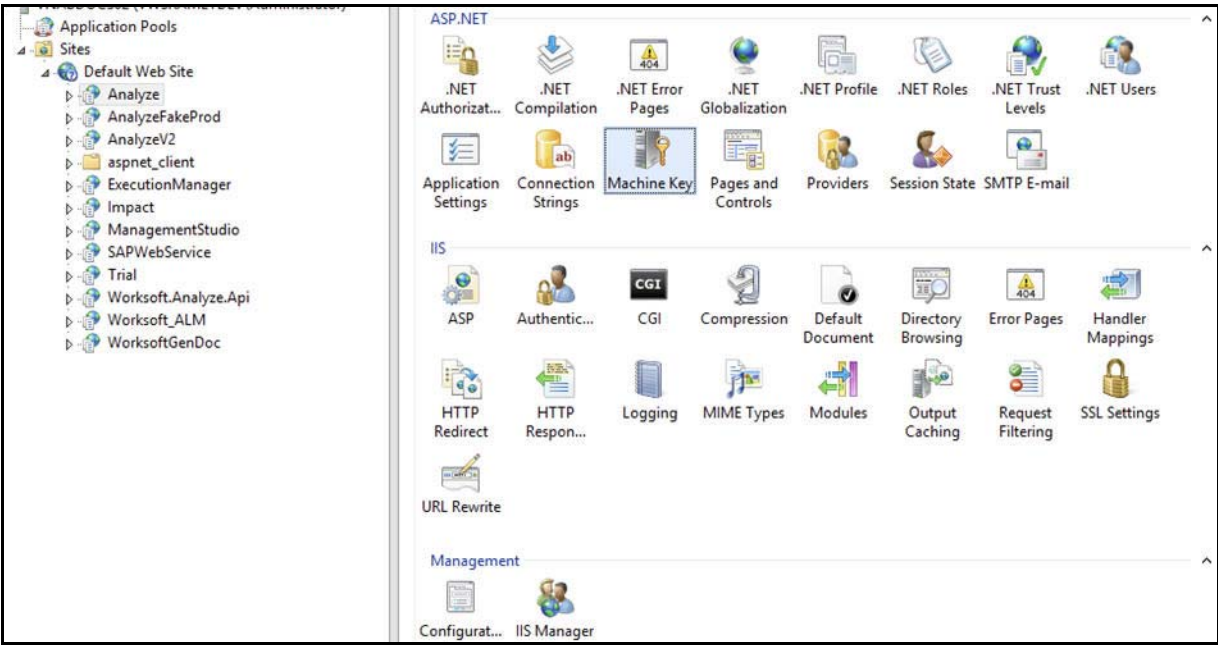 Application Pools
Sites
Default Web Site
Analyze
AnalyzeFakeProd
AnalyzeV2
aspnet_client
ExecutionManager
Impact
ManagementStudio
SAPWebService
Trial
Worksoft.Analyze.Api
Worksoft_ALM
WorksoftGenDoc
ASP.NET
404
.NET .NET .NET Error .NET .NET Profile .NET Roles .NET Trust .NET Users
Authorizat... Compilation Pages Globalization Levels
ab
Application Connection Machine Key Pages and Providers Session State SMTP E-mail
Settings Strings Controls
IIS
CGI 404
ASP Authentic... CGI Compression Default Directory Error Pages Handler
Document Browsing Mappings
HTTP HTTP Logging MIME Types Modules Output Request SSL Settings
Redirect Respon... Caching Filtering
URL Rewrite
Management
Configurat... IIS Manager